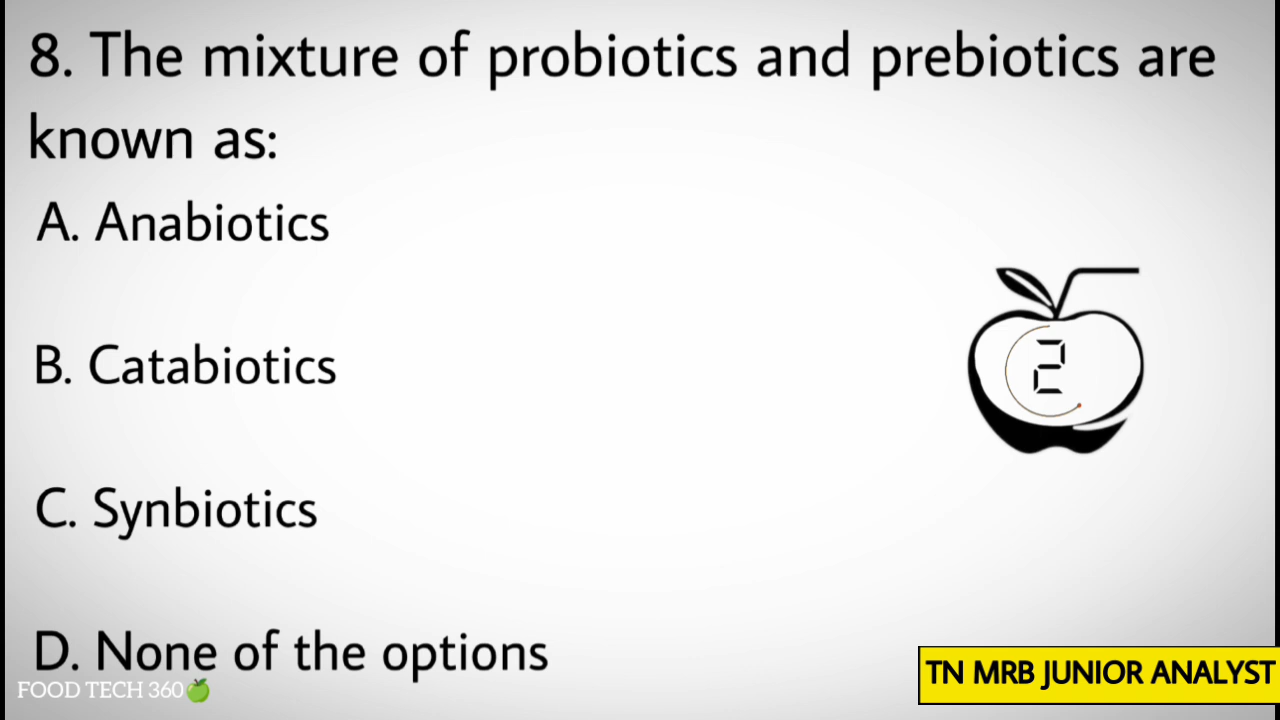 8. The mixture of probiotics and prebiotics are
known as:
A. Anabiotics
B. Catabiotics
2
C. Synbiotics
D. None of the options
FOOD TECH 360
TN MRB JUNIOR ANALYST